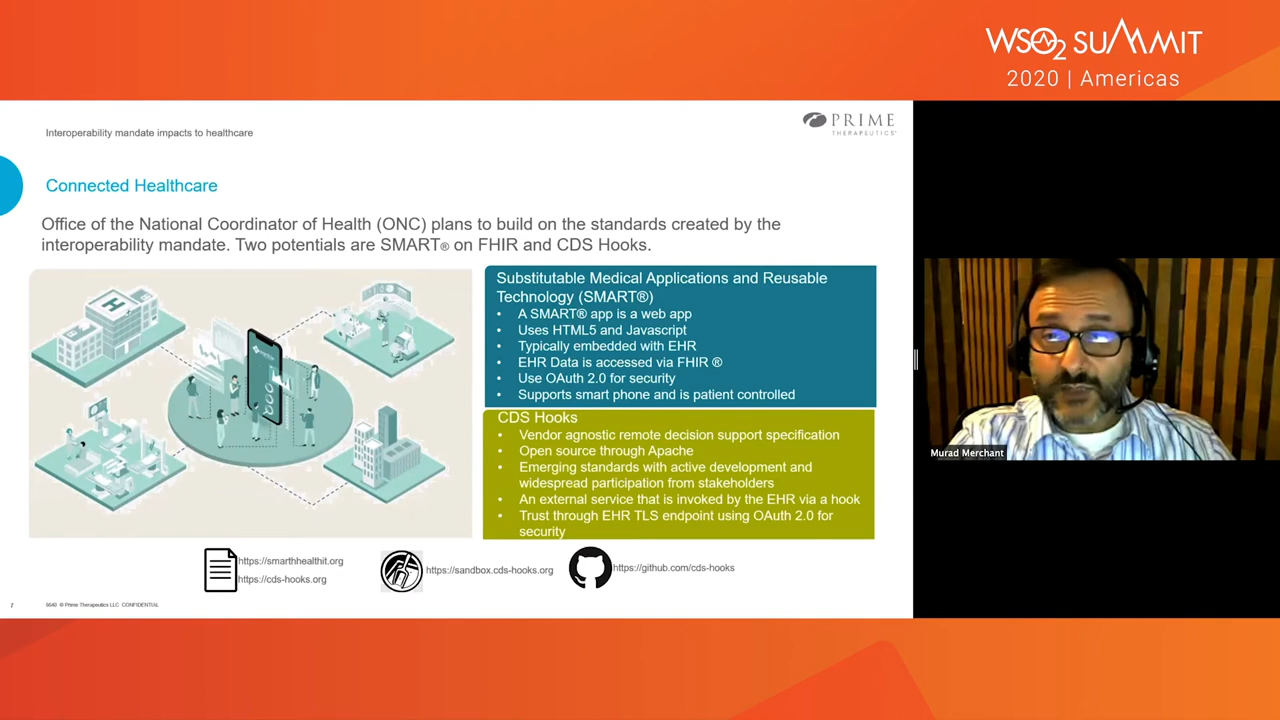 WSO2 SUMMIT
2020 | Americas
Interoperability mandate impacts to healthcare
PRIME
THERAPEUTICS
Connected Healthcare
Office of the National Coordinator of Health (ONC) plans to build on the standards created by the
interoperability mandate. Two potentials are SMART® on FHIR and CDS Hooks.
H
Substitutable Medical Applications and Reusable
Technology (SMART®)
• A SMART® app is a web app
• Uses HTML5 and Javascript
• Typically embedded with EHR
• EHR Data is accessed via FHIR ®
• Use OAuth 2.0 for security
• Supports smart phone and is patient controlled
CDS Hooks
• Vendor agnostic remote decision support specification
• Open source through Apache
• Emerging standards with active development and
widespread participation from stakeholders
• An external service that is invoked by the EHR via a hook
• Trust through EHR TLS endpoint using OAuth 2.0 for
security
https://smarthhealthit.org
https://cds-hooks.org
https://sandbox.cds-hooks.org
https://github.com/cds-hooks
7
5640 © Prime Therapeutics LLC CONFIDENTIAL
Murad Merchant